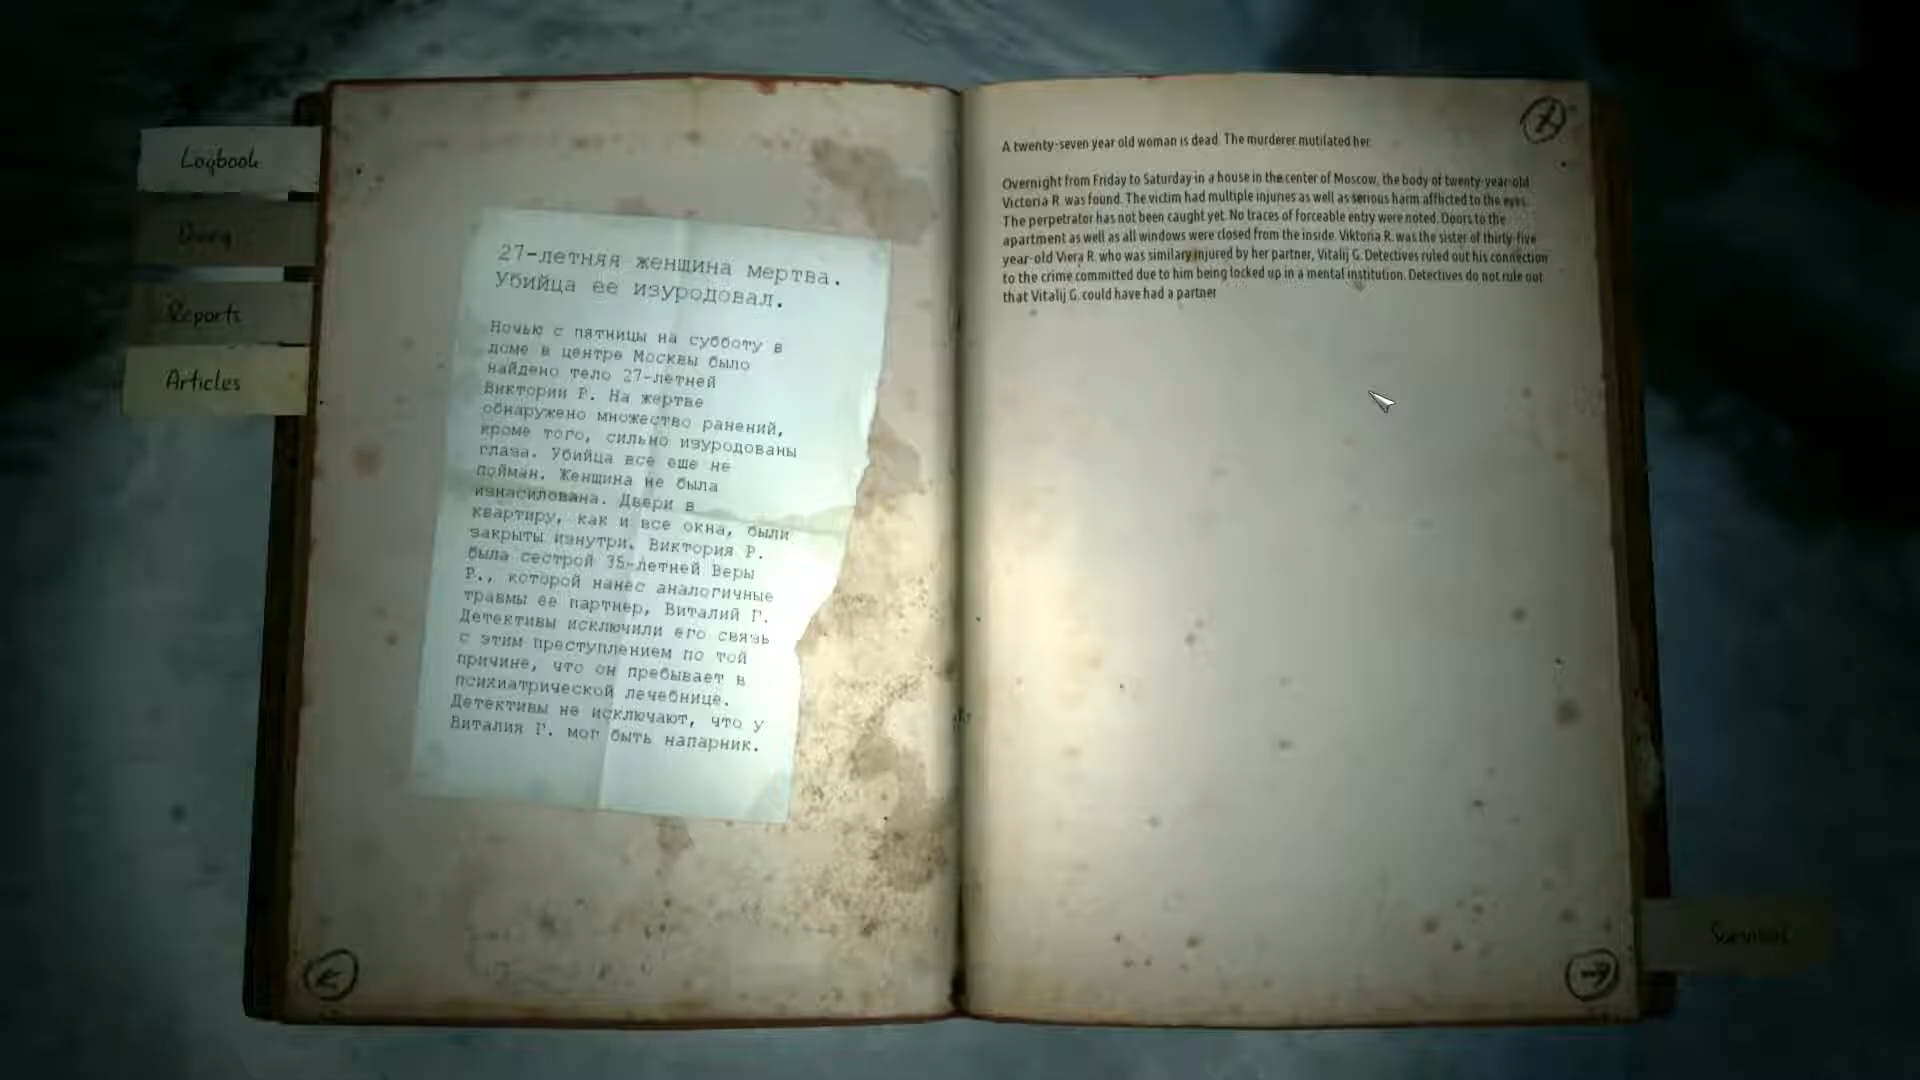 Logbook
Diary
Reports
Articles
27-летняя женщина мертва.
Убийца ее изуродовал.
Ночью с пятницы на субботу в
доме в центре Москвы было
найдено тело 27-летней
Виктории Р. На жертве
обнаружено множество ранений,
кроме того, сильно изуродованы
глаза. Убийца все еще не
пойман. Женщина не была
изнасилована. Двери в
квартиру, как и все окна, были
закрыты изнутри. Виктория Р.
была сестрой 35-летней Веры
Р., которой нанес аналогичные
травмы ее партнер, Виталий Г.
Детективы исключили его связь
с этим преступлением по той
причине, что он пребывает в
психиатрической лечебнице.
Детективы не исключают, что у
Виталия Г. мог быть напарник.
A twenty-seven year old woman is dead. The murderer mutilated her.
Overnight from Friday to Saturday in a house in the center of Moscow, the body of twenty-year-old
Victoria R. was found. The victim had multiple injuries as well as serious harm afflicted to the eyes.
The perpetrator has not been caught yet. No traces of forceable entry were noted. Doors to the
apartment as well as all windows were closed from the inside. Viktoria R. was the sister of thirty-five
year-old Viera R. who was similary injured by her partner, Vitalij G. Detectives ruled out his connection
to the crime committed due to him being locked up in a mental institution. Detectives do not rule out
that Vitalij G. could have had a partner